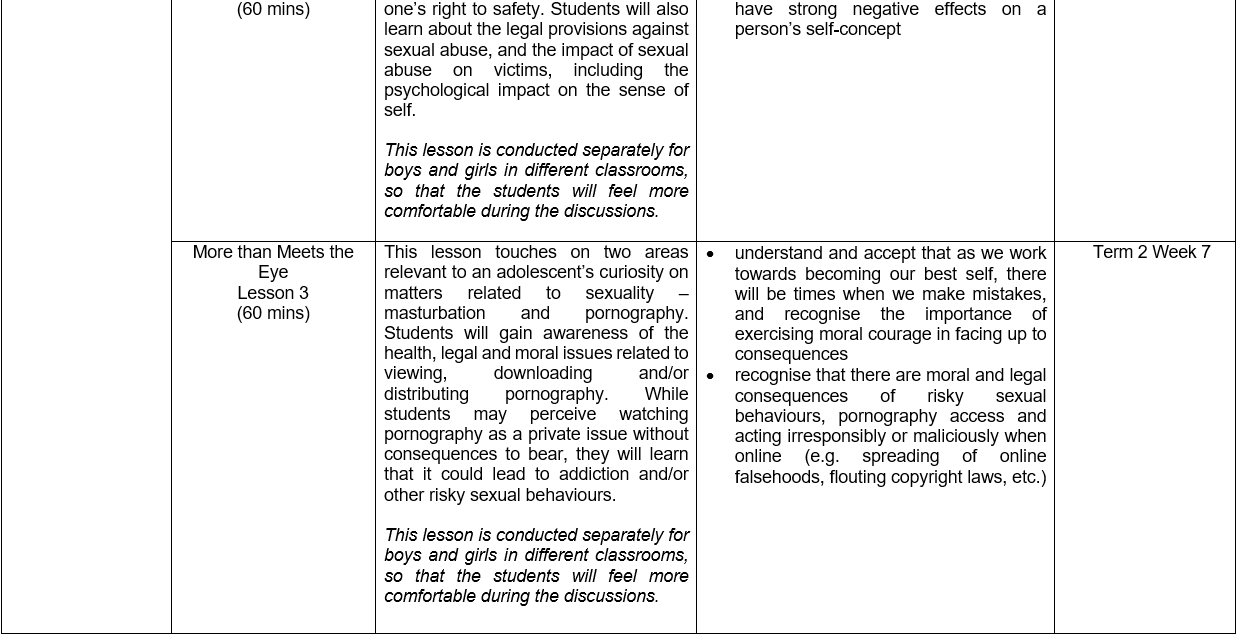 (60 mins)
one’s right to safety. Students will also
learn about the legal provisions against
sexual abuse, and the impact of sexual
abuse on victims, including the
psychological impact on the sense of
self.
This lesson is conducted separately for
boys and girls in different classrooms,
so that the students will feel more
comfortable during the discussions.
have strong negative effects on a
person’s self-concept
More than Meets the
Eye
Lesson 3
(60 mins)
This lesson touches on two areas
relevant to an adolescent’s curiosity on
matters related to sexuality –
masturbation and pornography.
Students will gain awareness of the
health, legal and moral issues related to
viewing, downloading and/or
distributing pornography. While
students may perceive watching
pornography as a private issue without
consequences to bear, they will learn
that it could lead to addiction and/or
other risky sexual behaviours.
This lesson is conducted separately for
boys and girls in different classrooms,
so that the students will feel more
comfortable during the discussions.
• understand and accept that as we work
towards becoming our best self, there
will be times when we make mistakes,
and recognise the importance of
exercising moral courage in facing up to
consequences
• recognise that there are moral and legal
consequences of risky sexual
behaviours, pornography access and
acting irresponsibly or maliciously when
online (e.g. spreading of online
falsehoods, flouting copyright laws, etc.)
Term 2 Week 7